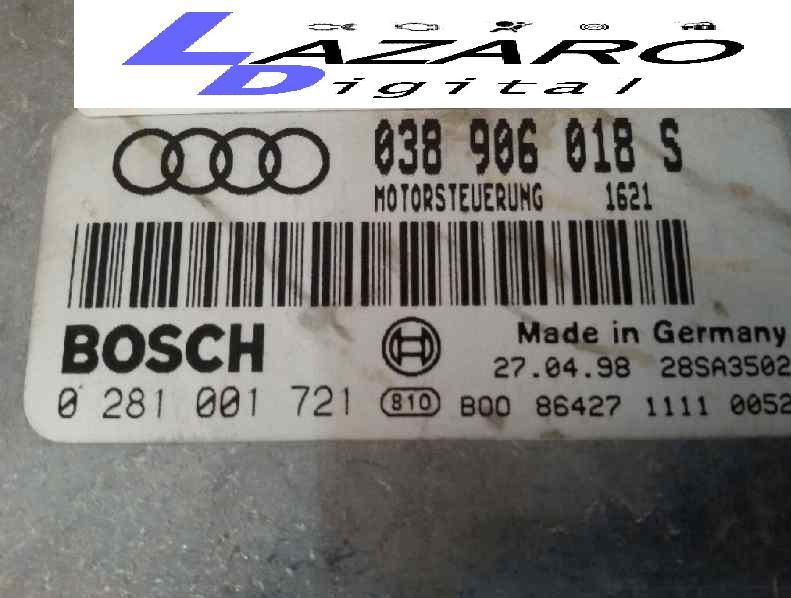 LAZARO
Digital
038 906 018 S
MOTORSTEUERUNG 1621
BOSCH
Made in Germany
27.04.98 28SA3502
0 281 001 721 810 B00 86427 1111 0052